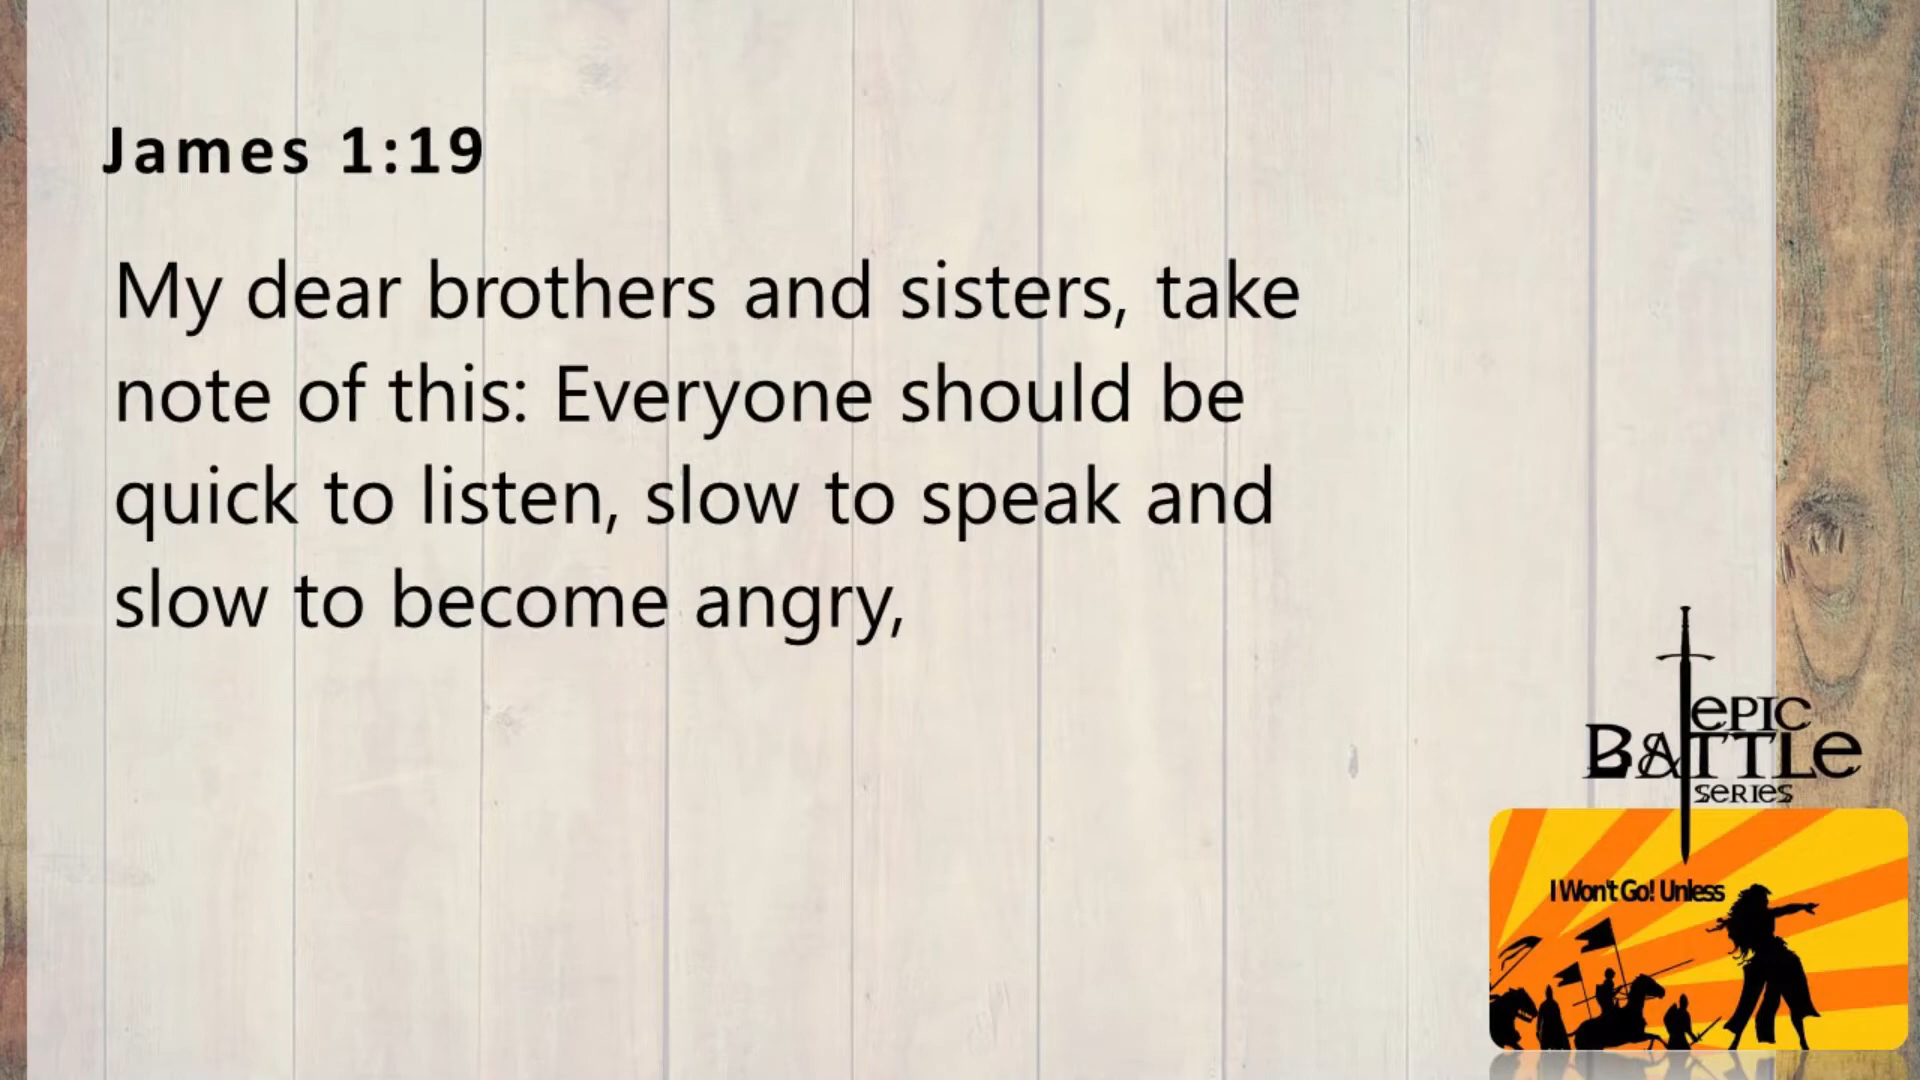 James 1:19
My dear brothers and sisters, take
note of this: Everyone should be
quick to listen, slow to speak and
slow to become angry,
EPIC
BATTLE
SERIES
I Won't Go! Unless